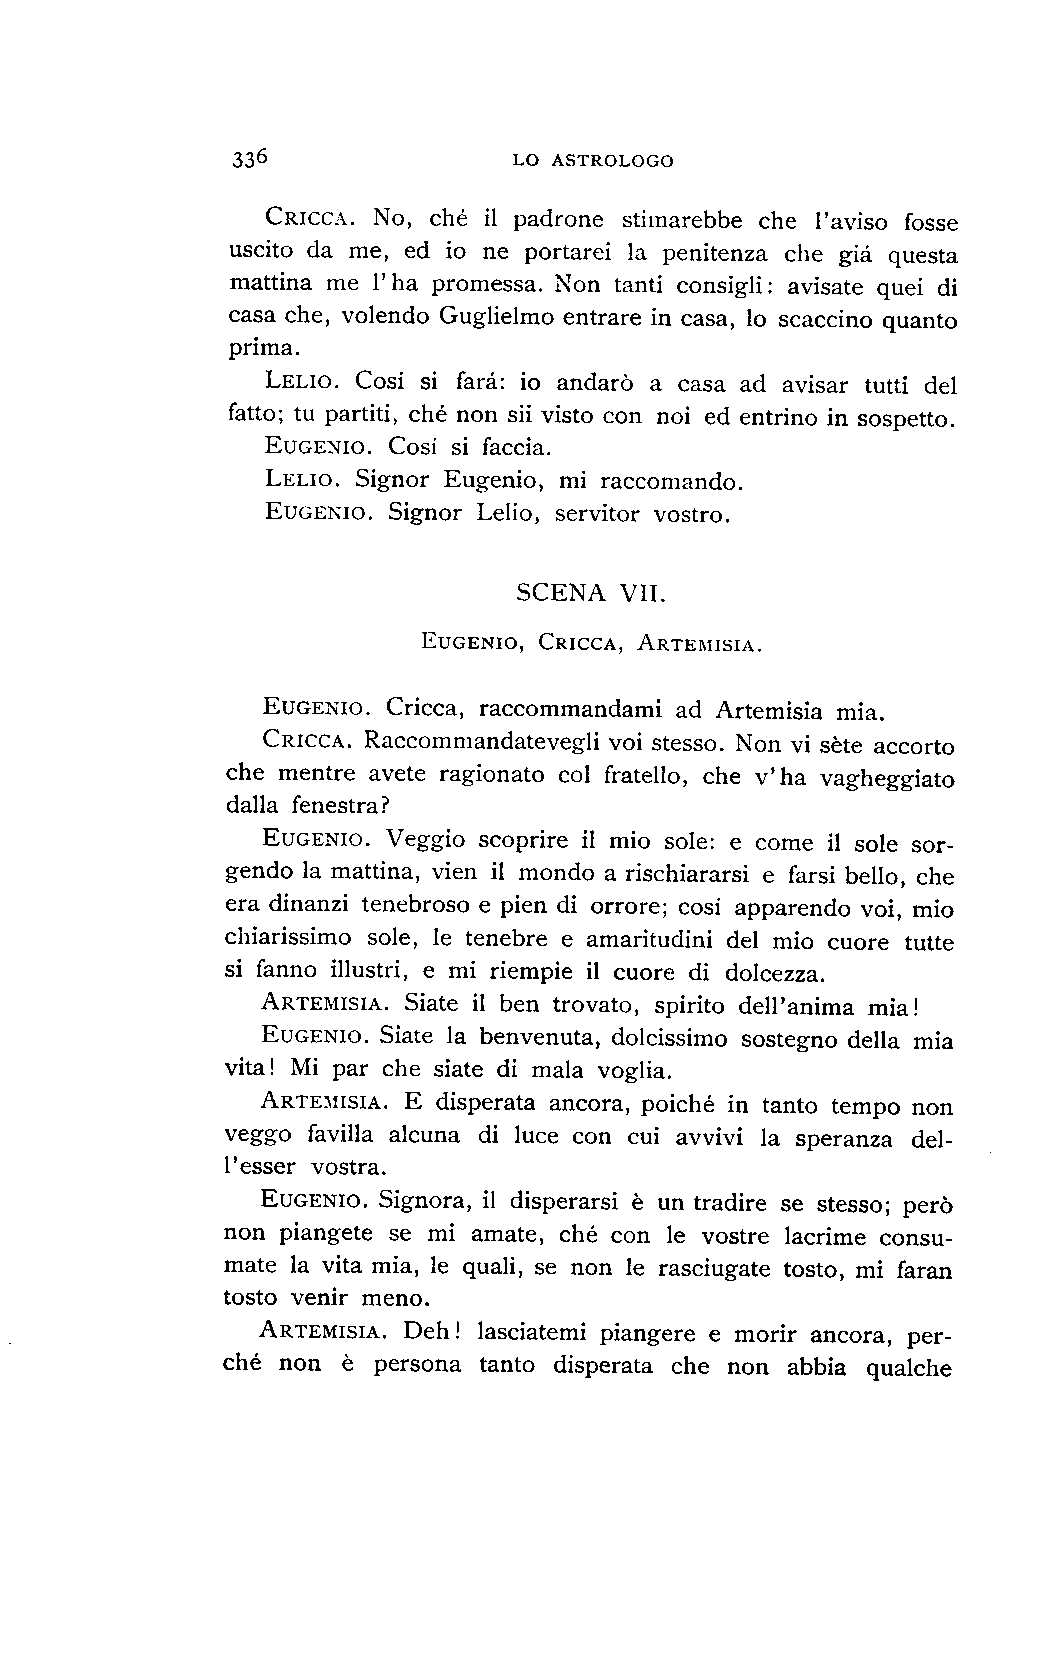 336 LO ASTROLOGO
CRICCA. No, ché il padrone stimarebbe che l'aviso fosse
uscito da me, ed io ne portarei la penitenza che giá questa
mattina me l'ha promessa. Non tanti consigli: avisate quei di
casa che, volendo Guglielmo entrare in casa, lo scaccino quanto
prima.
LELIO. Cosí si fará: io andarò a casa ad avisar tutti del
fatto; tu partiti, ché non sii visto con noi ed entrino in sospetto.
EUGENIO. Cosí si faccia.
LELIO. Signor Eugenio, mi raccomando.
EUGENIO. Signor Lelio, servitor vostro.
SCENA VII.
EUGENIO, CRICCA, ARTEMISIA.
EUGENIO. Cricca, raccommandami ad Artemisia mia.
CRICCA. Raccommandatevegli voi stesso. Non vi sète accorto
che mentre avete ragionato col fratello, che v'ha vagheggiato
dalla fenestra?
EUGENIO. Veggio scoprire il mio sole: e come il sole sor-
gendo la mattina, vien il mondo a rischiararsi e farsi bello, che
era dinanzi tenebroso e pien di orrore; cosí apparendo voi, mio
chiarissimo sole, le tenebre e amaritudini del mio cuore tutte
si fanno illustri, e mi riempie il cuore di dolcezza.
ARTEMISIA. Siate il ben trovato, spirito dell'anima mia!
EUGENIO. Siate la benvenuta, dolcissimo sostegno della mia
vita! Mi par che siate di mala voglia.
ARTEMISIA. E disperata ancora, poiché in tanto tempo non
veggo favilla alcuna di luce con cui avvivi la speranza del-
l'esser vostra.
EUGENIO. Signora, il disperarsi è un tradire se stesso; però
non piangete se mi amate, ché con le vostre lacrime consu-
mate la vita mia, le quali, se non le rasciugate tosto, mi faran
tosto venir meno.
ARTEMISIA. Deh! lasciatemi piangere e morir ancora, per-
ché non è persona tanto disperata che non abbia qualche